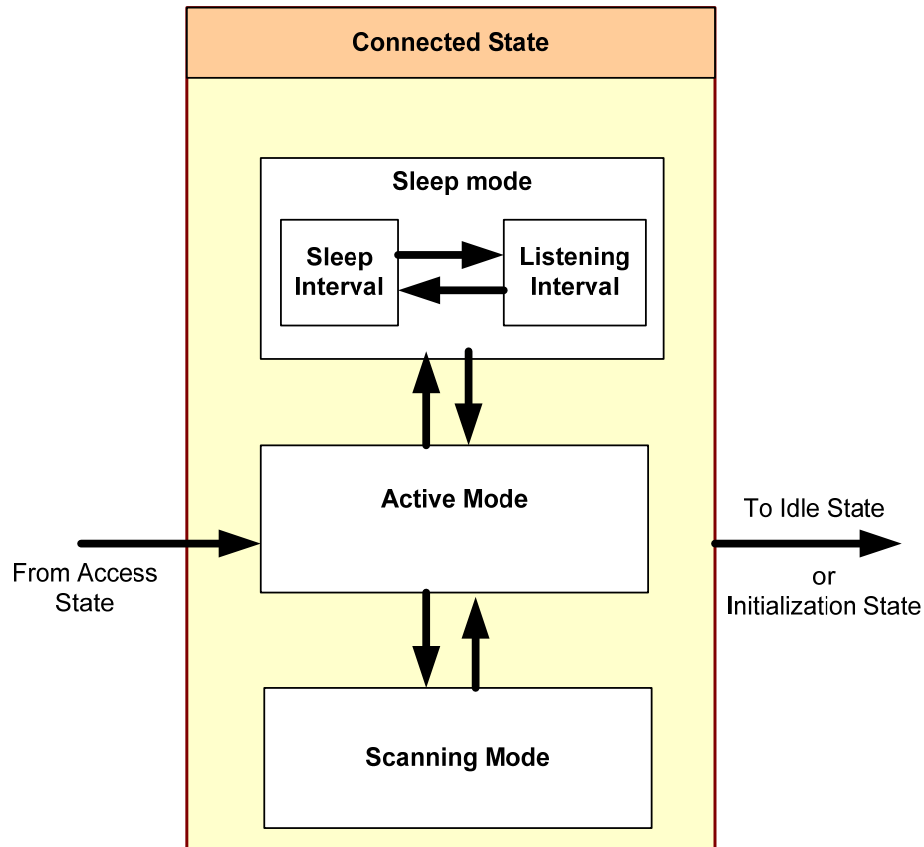 Connected State
Sleep mode
Sleep
Interval
Listening
Interval
Active Mode
From Access
State
To Idle State
or
Initialization State
Scanning Mode